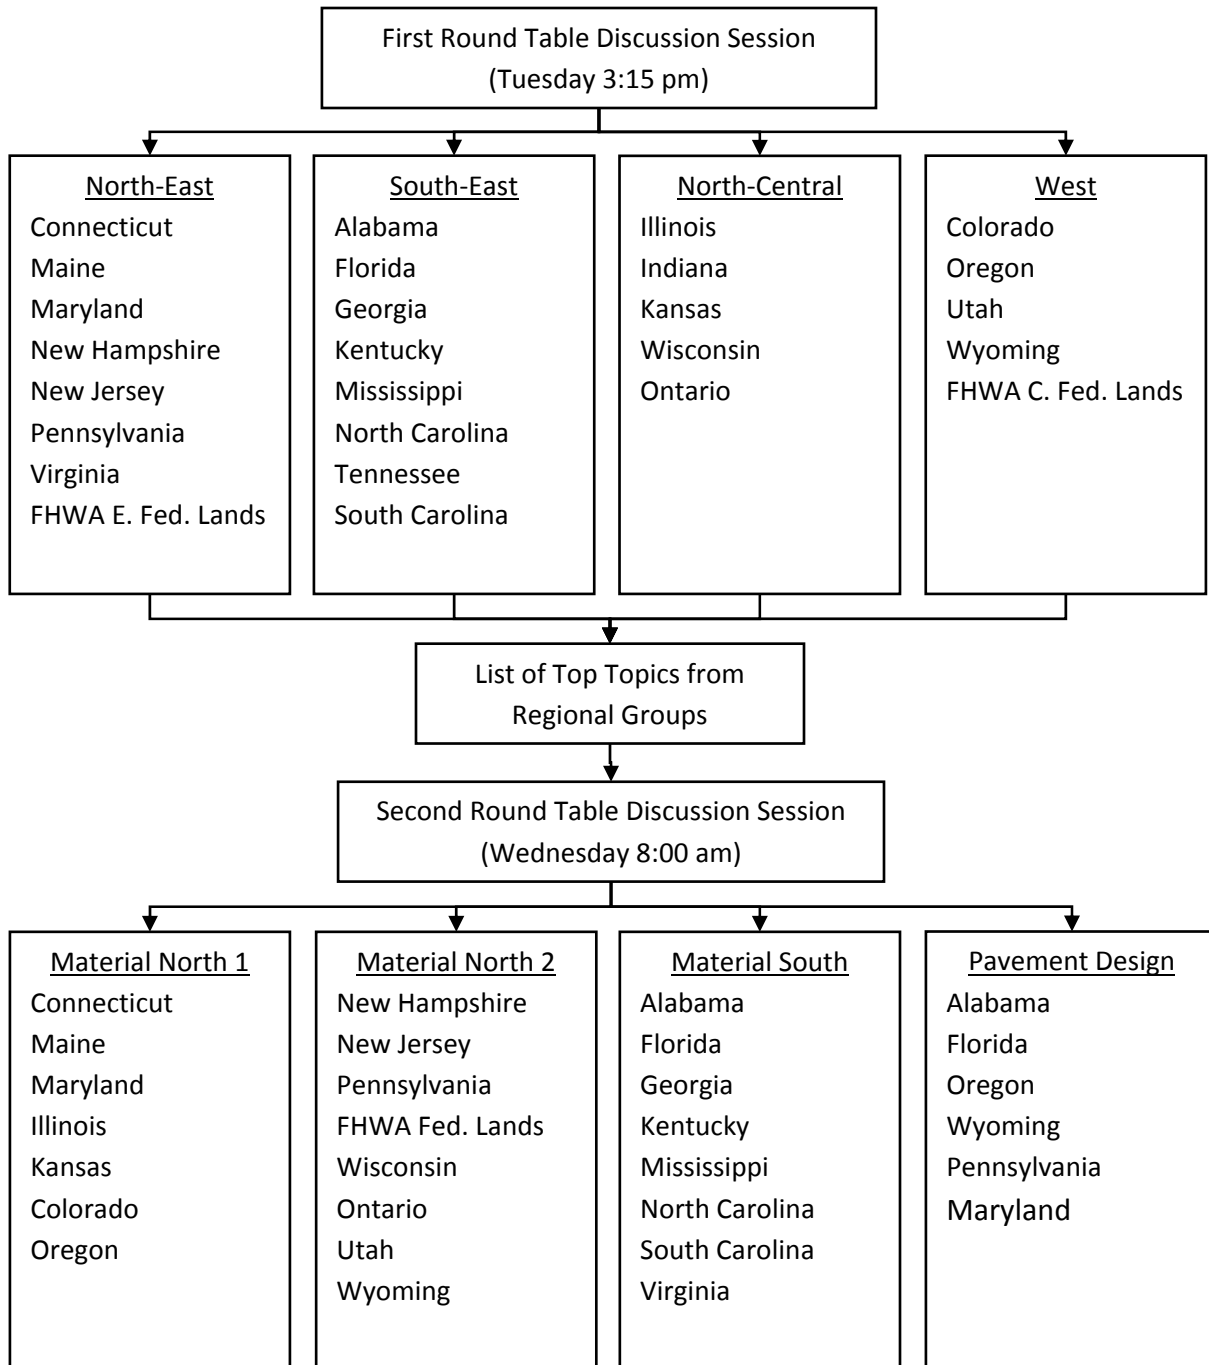 First Round Table Discussion Session
(Tuesday 3:15 pm)
North-East
Connecticut
Maine
Maryland
New Hampshire
New Jersey
Pennsylvania
Virginia
FHWA E. Fed. Lands
South-East
Alabama
Florida
Georgia
Kentucky
Mississippi
North Carolina
Tennessee
South Carolina
North-Central
Illinois
Indiana
Kansas
Wisconsin
Ontario
West
Colorado
Oregon
Utah
Wyoming
FHWA C. Fed. Lands
List of Top Topics from
Regional Groups
Second Round Table Discussion Session
(Wednesday 8:00 am)
Material North 1
Connecticut
Maine
Maryland
Illinois
Kansas
Colorado
Oregon
Material North 2
New Hampshire
New Jersey
Pennsylvania
FHWA Fed. Lands
Wisconsin
Ontario
Utah
Wyoming
Material South
Alabama
Florida
Georgia
Kentucky
Mississippi
North Carolina
South Carolina
Virginia
Pavement Design
Alabama
Florida
Oregon
Wyoming
Pennsylvania
Maryland